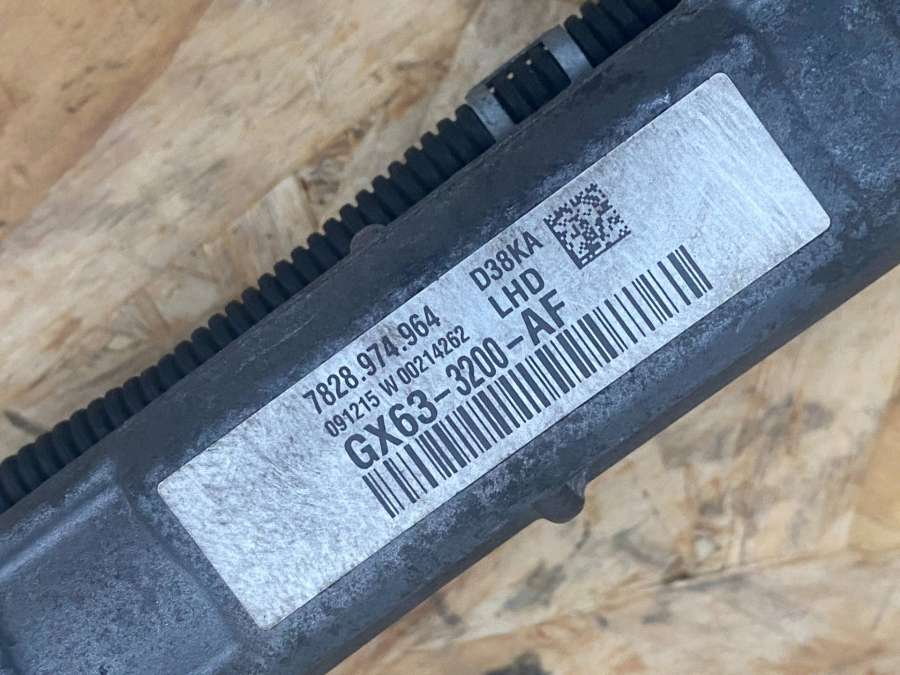 7828.974.964 D38KA
091215 W 00214262 LHD
GX63-3200-AF